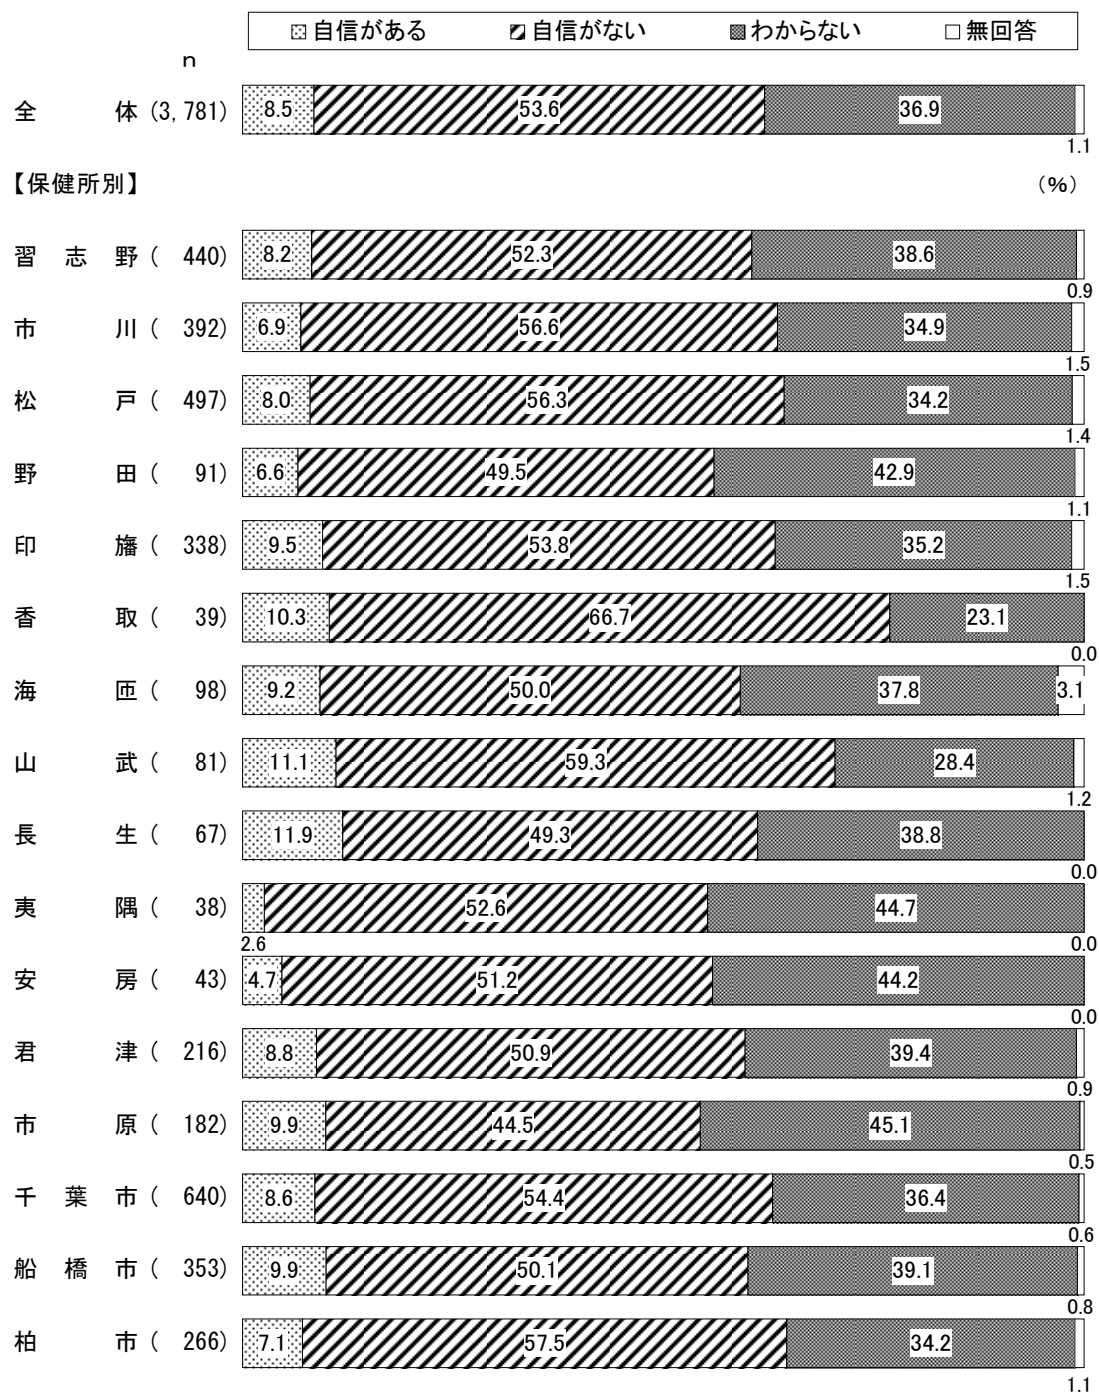 自信がある 自信がない わからない 無回答
n
全体 (3,781) 8.5 53.6 36.9
1.1
【保健所別】 (%)
習志野 ( 440) 8.2 52.3 38.6
0.9
市川 ( 392) 6.9 56.6 34.9
1.5
松戸 ( 497) 8.0 56.3 34.2
1.4
野田 ( 91) 6.6 49.5 42.9
1.1
印旛 ( 338) 9.5 53.8 35.2
1.5
香取 ( 39) 10.3 66.7 23.1
0.0
海匝 ( 98) 9.2 50.0 37.8 3.1
山武 ( 81) 11.1 59.3 28.4
1.2
長生 ( 67) 11.9 49.3 38.8
0.0
夷隅 ( 38) 52.6 44.7
2.6 0.0
安房 ( 43) 4.7 51.2 44.2
0.0
君津 ( 216) 8.8 50.9 39.4
0.9
市原 ( 182) 9.9 44.5 45.1
0.5
千葉市 ( 640) 8.6 54.4 36.4
0.6
船橋市 ( 353) 9.9 50.1 39.1
0.8
柏市 ( 266) 7.1 57.5 34.2
1.1